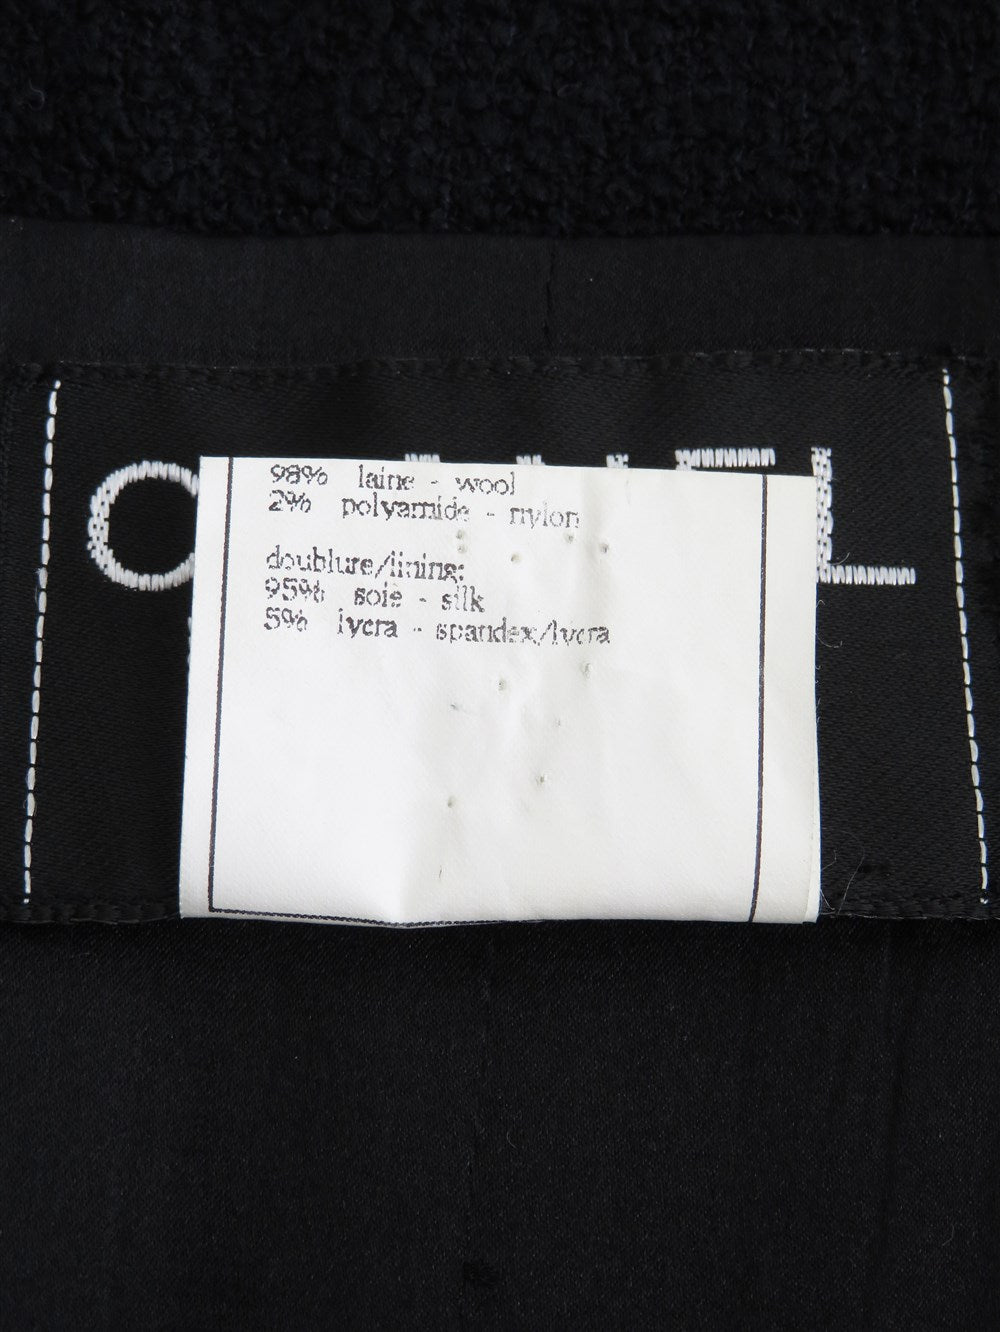 98% laine - wool
2% polyamide - nylon
doublure/lining:
95% soie - silk
5% lycra - spandex/lycra